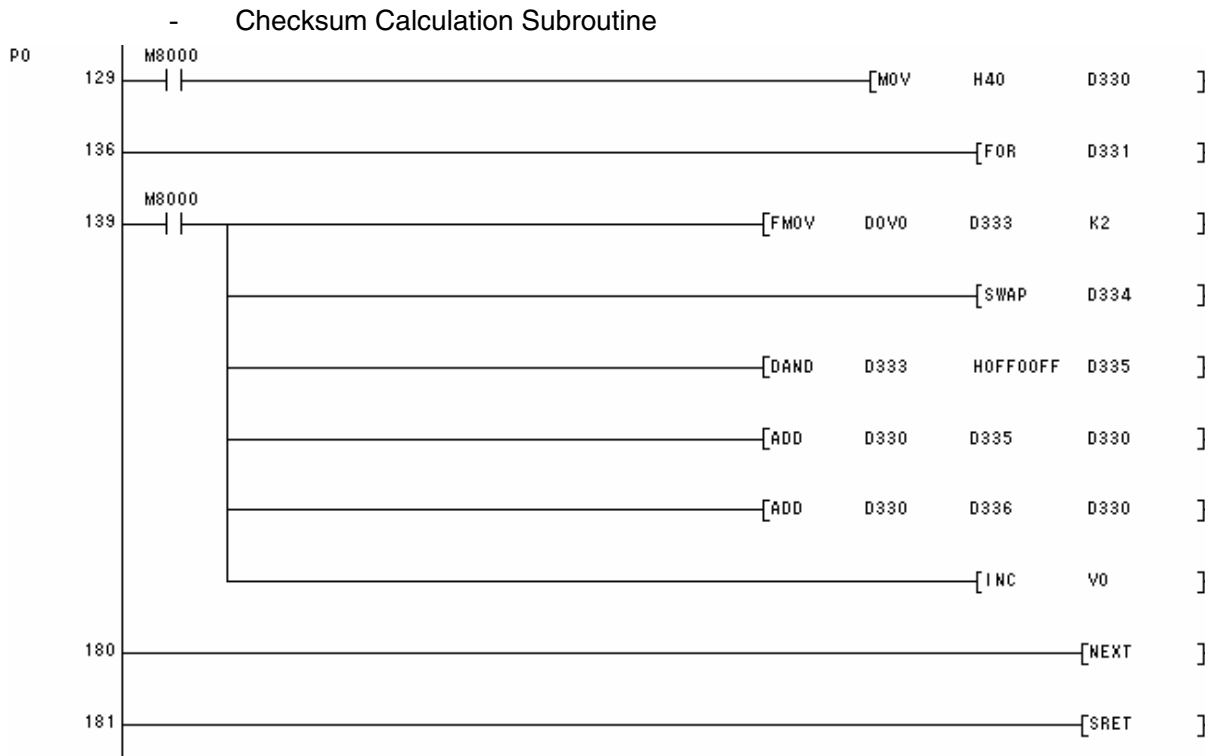 - Checksum Calculation Subroutine
P0 M8000
129 [MOV H40 D330 ]
136 [FOR D331 ]
M8000
139 [FMOV D0V0 D333 K2 ]
[SWAP D334 ]
[DAND D333 H0FF00FF D335 ]
[ADD D330 D335 D330 ]
[ADD D330 D336 D330 ]
[INC V0 ]
180 [NEXT ]
181 [SRET ]